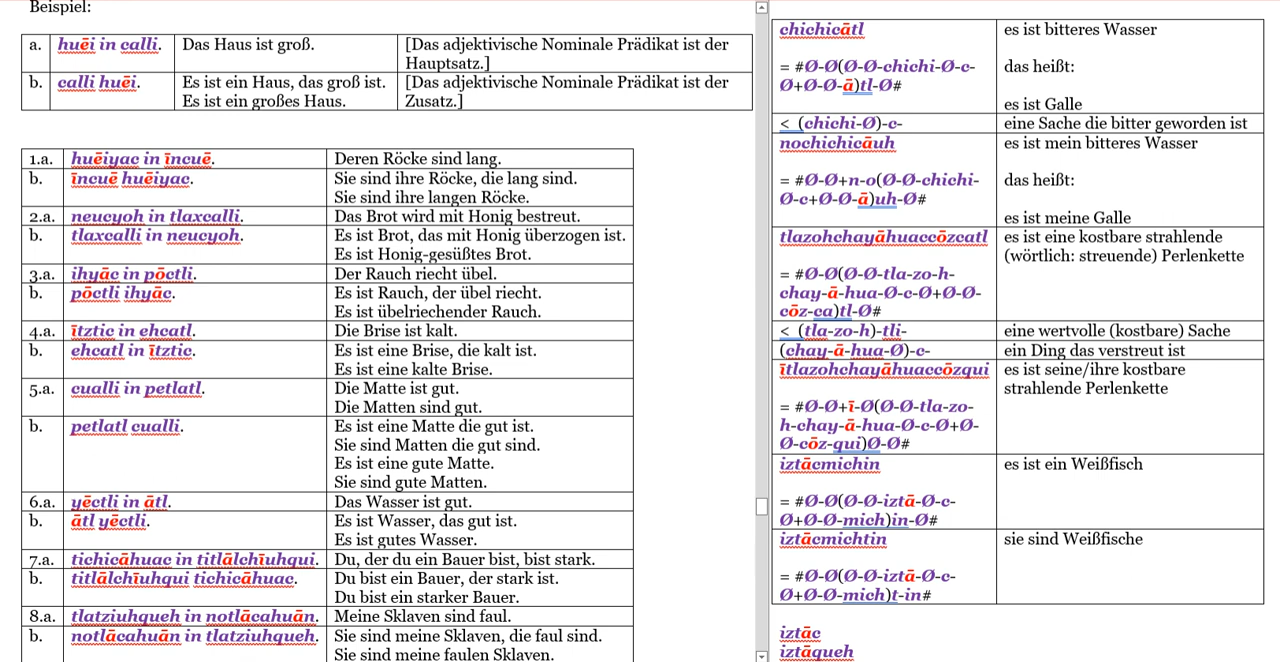 Beispiel:
a. huēi in calli. Das Haus ist groß. [Das adjektivische Nominale Prädikat ist der
Hauptsatz.]
b. calli huēi. Es ist ein Haus, das groß ist. [Das adjektivische Nominale Prädikat ist der
Es ist ein großes Haus. Zusatz.]
1.a. huēiyac in īncuē. Deren Röcke sind lang.
b. īncuē huēiyac. Sie sind ihre Röcke, die lang sind.
Sie sind ihre langen Röcke.
2.a. neucyoh in tlaxcalli. Das Brot wird mit Honig bestreut.
b. tlaxcalli in neucyoh. Es ist Brot, das mit Honig überzogen ist.
Es ist Honig-gesüßtes Brot.
3.a. ihyāc in pōctli. Der Rauch riecht übel.
b. pōctli ihyāc. Es ist Rauch, der übel riecht.
Es ist übelriechender Rauch.
4.a. ītztic in ehcatl. Die Brise ist kalt.
b. ehcatl in ītztic. Es ist eine Brise, die kalt ist.
Es ist eine kalte Brise.
5.a. cualli in petlatl. Die Matte ist gut.
Die Matten sind gut.
b. petlatl cualli. Es ist eine Matte die gut ist.
Sie sind Matten die gut sind.
Es ist eine gute Matte.
Sie sind gute Matten.
6.a. yēctli in ātl. Das Wasser ist gut.
b. ātl yēctli. Es ist Wasser, das gut ist.
Es ist gutes Wasser.
7.a. tichicāhuac in titlālchīuhqui. Du, der du ein Bauer bist, bist stark.
b. titlālchīuhqui tichicāhuac. Du bist ein Bauer, der stark ist.
Du bist ein starker Bauer.
8.a. tlatziuhqueh in notlācahuān. Meine Sklaven sind faul.
b. notlācahuān in tlatziuhqueh. Sie sind meine Sklaven, die faul sind.
Sie sind meine faulen Sklaven.
chichicātl es ist bitteres Wasser
= #Ø-Ø(Ø-Ø-chichi-Ø-c- das heißt:
Ø+Ø-Ø-ā)tl-Ø#
es ist Galle
< (chichi-Ø)-c- eine Sache die bitter geworden ist
nochichicāuh es ist mein bitteres Wasser
= #Ø-Ø+n-o(Ø-Ø-chichi- das heißt:
Ø-c+Ø-Ø-ā)uh-Ø#
es ist meine Galle
tlazohchayāhuaccōzcatl es ist eine kostbare strahlende
(wörtlich: streuende) Perlenkette
= #Ø-Ø(Ø-Ø-tla-zo-h-
chay-ā-hua-Ø-c-Ø+Ø-Ø-
cōz-ca)tl-Ø#
< (tla-zo-h)-tli- eine wertvolle (kostbare) Sache
(chay-ā-hua-Ø)-c- ein Ding das verstreut ist
ītlazohchayāhuaccōzqui es ist seine/ihre kostbare
strahlende Perlenkette
= #Ø-Ø+ī-Ø(Ø-Ø-tla-zo-
h-chay-ā-hua-Ø-c-Ø+Ø-
Ø-cōz-qui)Ø-Ø#
iztācmichin es ist ein Weißfisch
= #Ø-Ø(Ø-Ø-iztā-Ø-c-
Ø+Ø-Ø-mich)in-Ø#
iztācmichtin sie sind Weißfische
= #Ø-Ø(Ø-Ø-iztā-Ø-c-
Ø+Ø-Ø-mich)t-in#
iztāc
iztāqueh